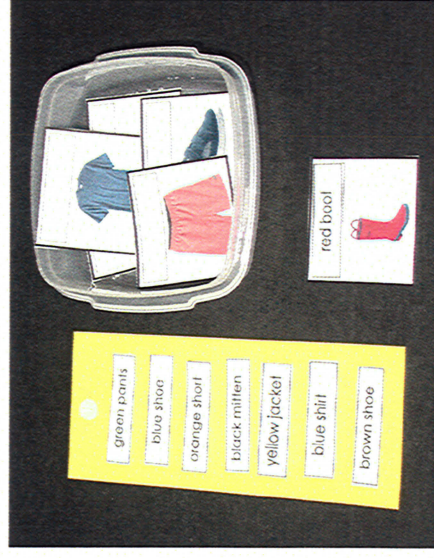 green pants
blue shoe
orange short
black mitten
yellow jacket
blue shirt
brown shoe
red boot